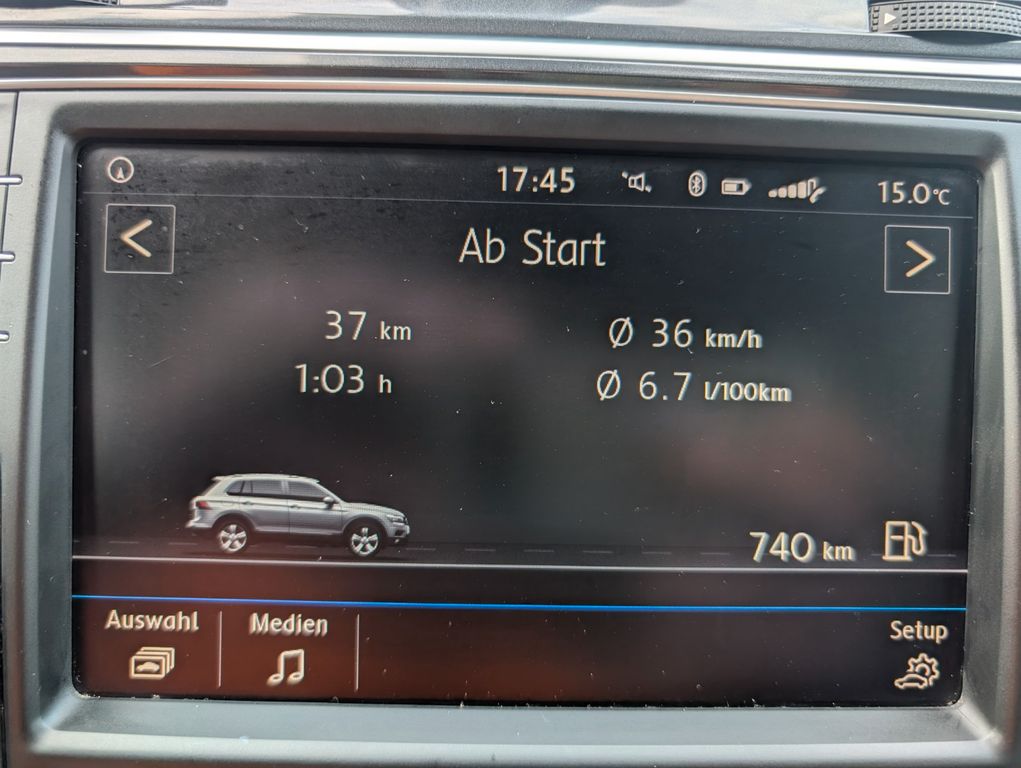 17:45 15.0°C
Ab Start
37 km Ø 36 km/h
1:03 h Ø 6.7 l/100km
740 km
Auswahl Medien Setup